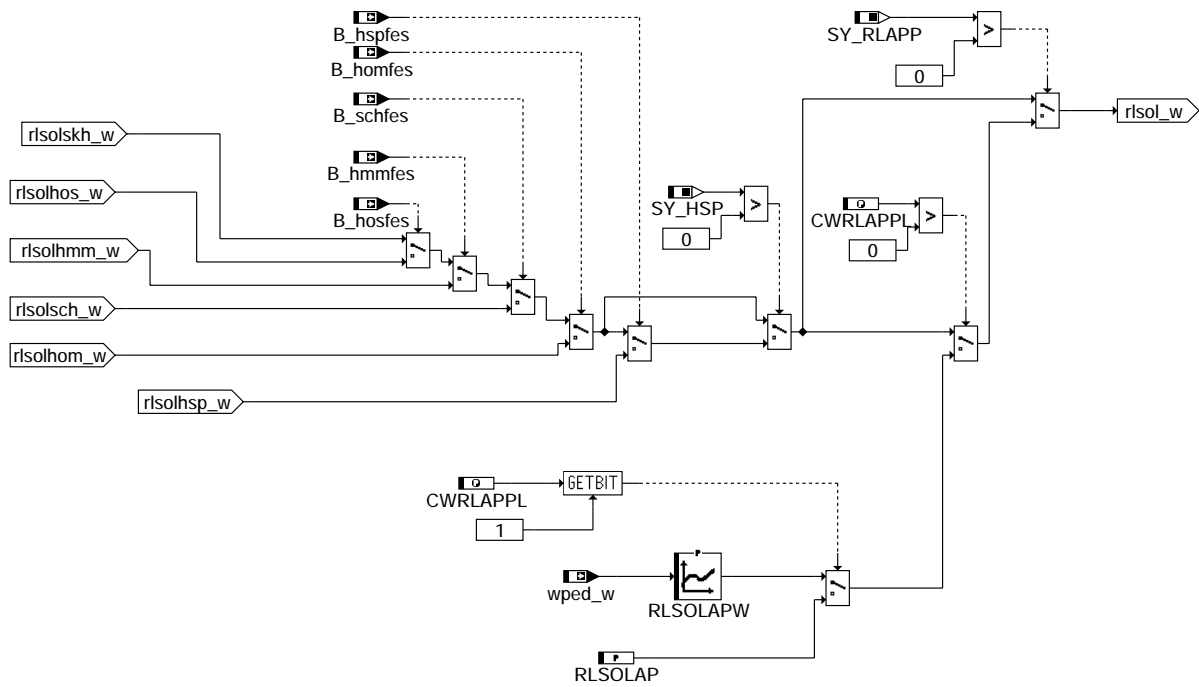 B_hspfes
SY_RLAPP
>
B_homfes
0
B_schfes
rlsol_w
rlsolskh_w
B_hmmfes
rlsolhos_w
SY_HSP
>
CWRLAPPL
>
B_hosfes
0
0
rlsolhmm_w
rlsolsch_w
rlsolhom_w
rlsolhsp_w
CWRLAPPL
GETBIT
1
P
wped_w
RLSOLAPW
P
RLSOLAP